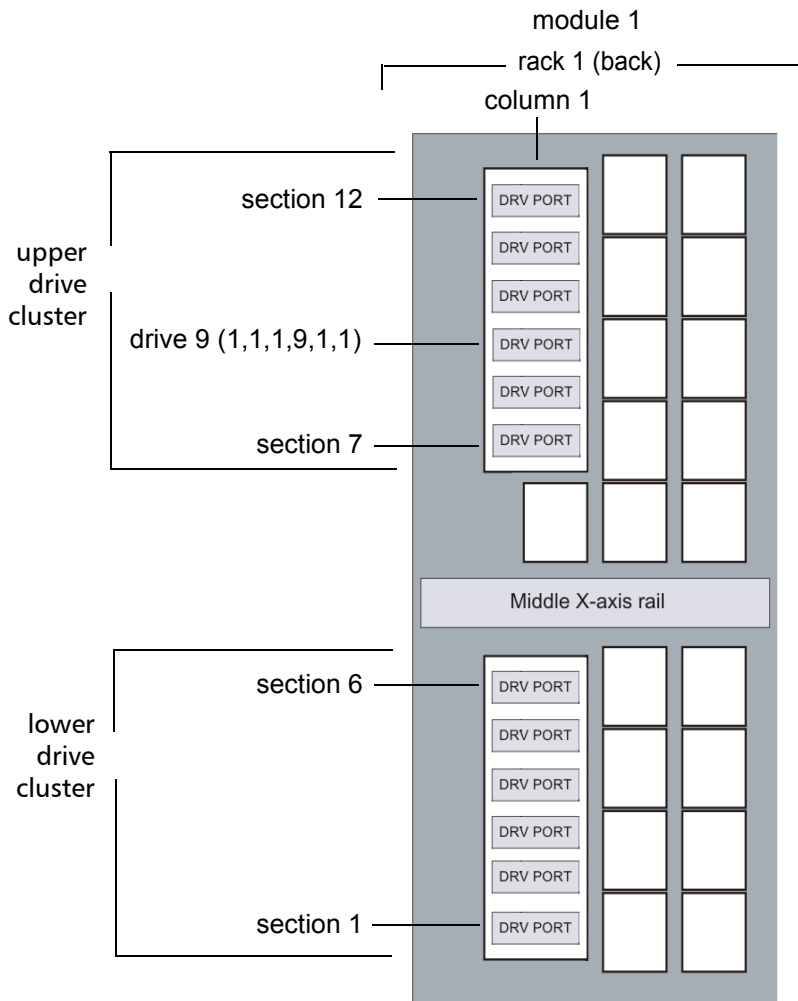 module 1
rack 1 (back)
column 1
section 12
DRV PORT
DRV PORT
DRV PORT
upper
drive
cluster
drive 9 (1,1,1,9,1,1)
DRV PORT
DRV PORT
section 7
DRV PORT
Middle X-axis rail
section 6
DRV PORT
DRV PORT
lower
drive
cluster
DRV PORT
DRV PORT
DRV PORT
section 1
DRV PORT